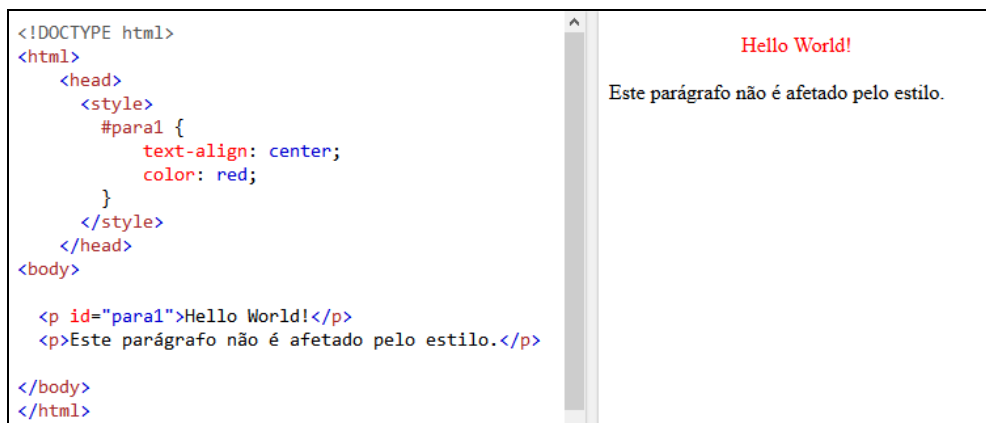 <!DOCTYPE html>
<html>
<head>
<style>
#para1 {
text-align: center;
color: red;
}
</style>
</head>
<body>
<p id="para1">Hello World!</p>
<p>Este parágrafo não é afetado pelo estilo.</p>
</body>
</html>
Hello World!
Este parágrafo não é afetado pelo estilo.